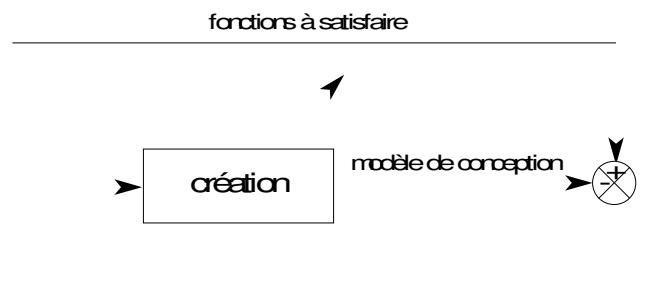 fonctions à satisfaire
modèle de conception
création
+
-